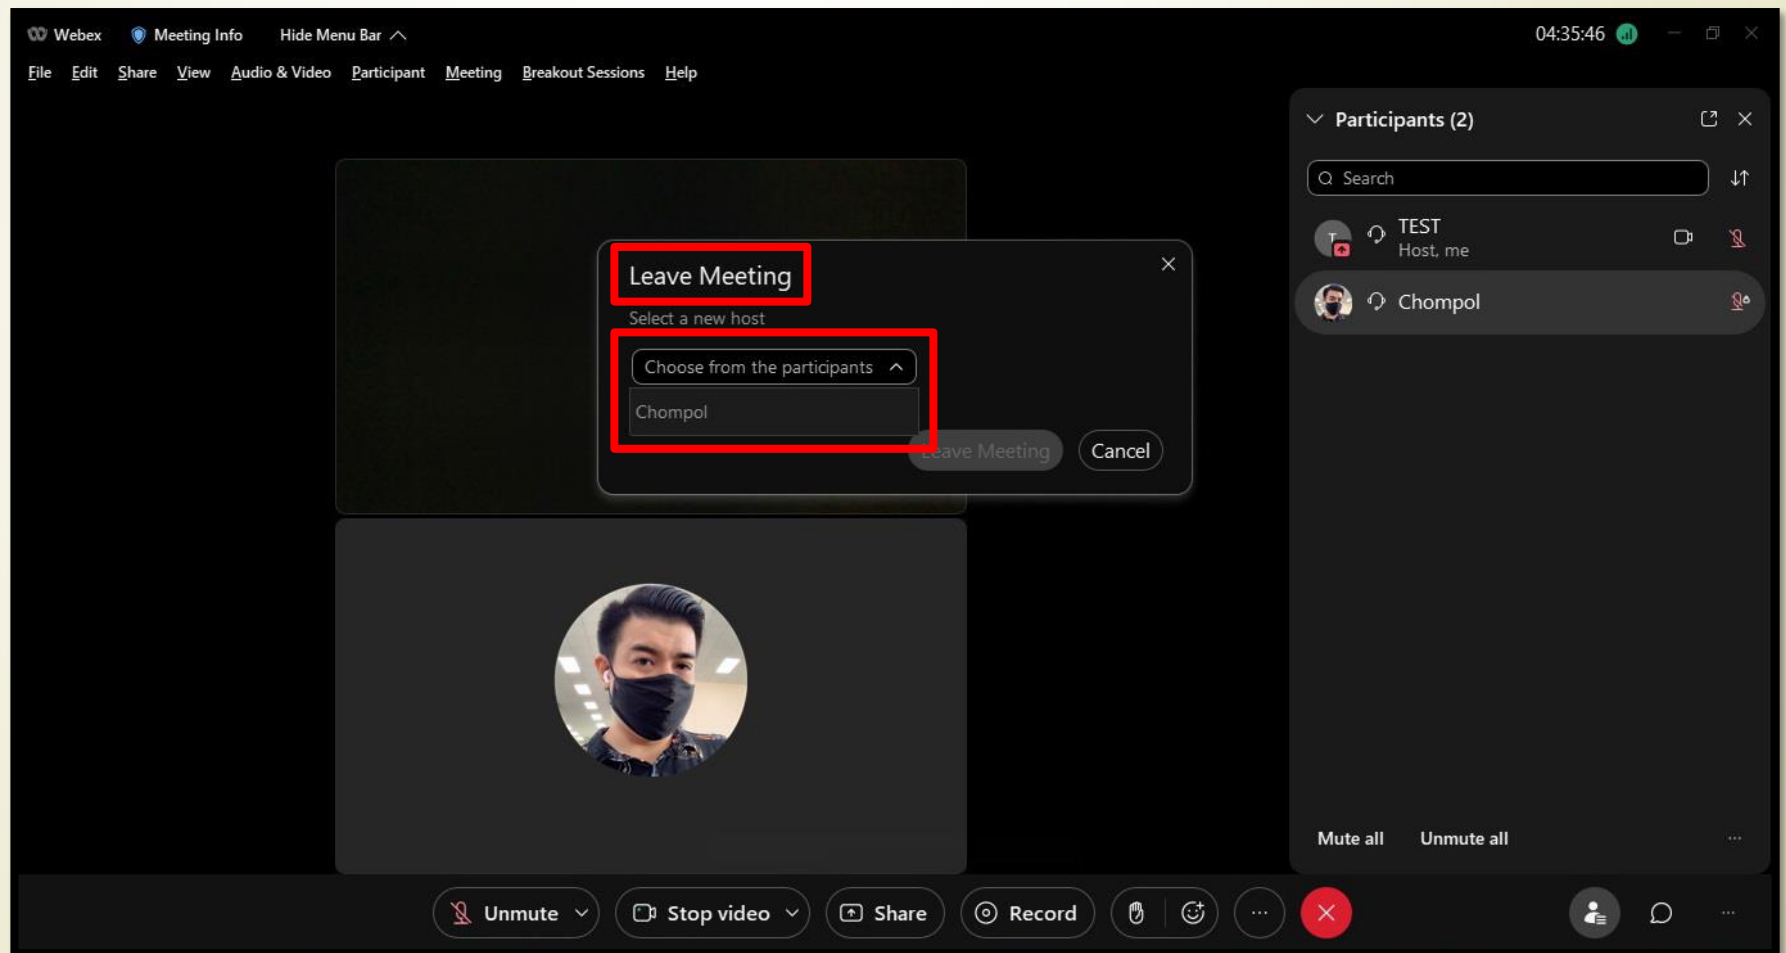 Webex Meeting Info Hide Menu Bar 04:35:46
File Edit Share View Audio & Video Participant Meeting Breakout Sessions Help
Participants (2)
Search
T TEST
Host, me
Chompol
Leave Meeting
Select a new host
Choose from the participants
Chompol
Leave Meeting Cancel
Mute all Unmute all
Unmute Stop video Share Record